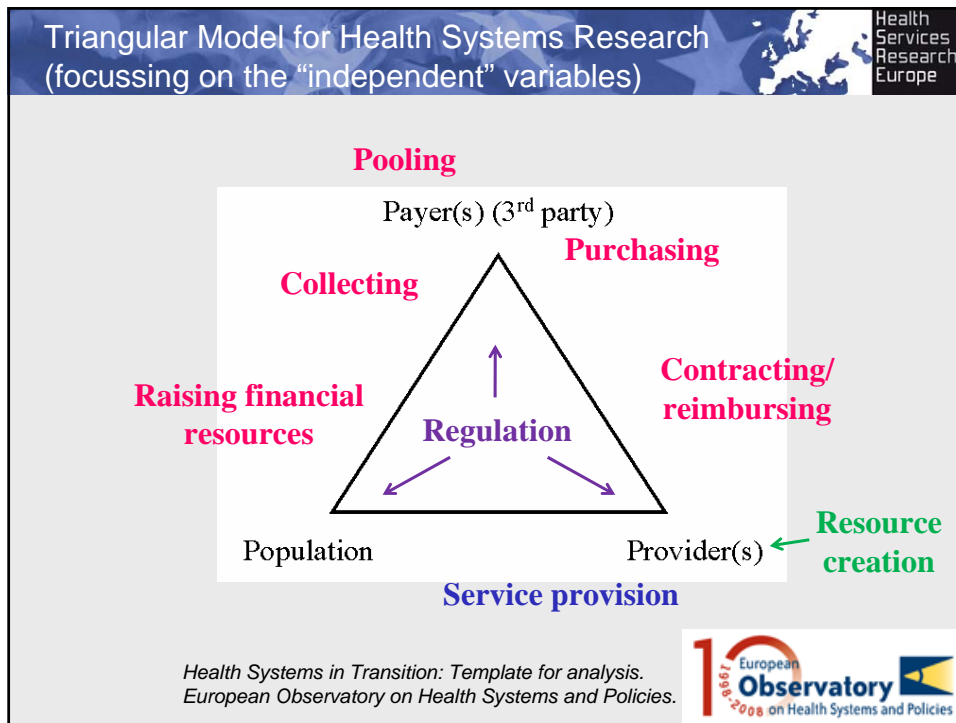 Triangular Model for Health Systems Research
(focussing on the “independent” variables)
Health
Services
Research
Europe
Pooling
Payer(s) (3rd party)
Purchasing
Collecting
Contracting/
reimbursing
Raising financial
resources
Regulation
Resource
creation
Population
Provider(s)
Service provision
Health Systems in Transition: Template for analysis.
European Observatory on Health Systems and Policies.
10
1998-2008
European
Observatory
on Health Systems and Policies